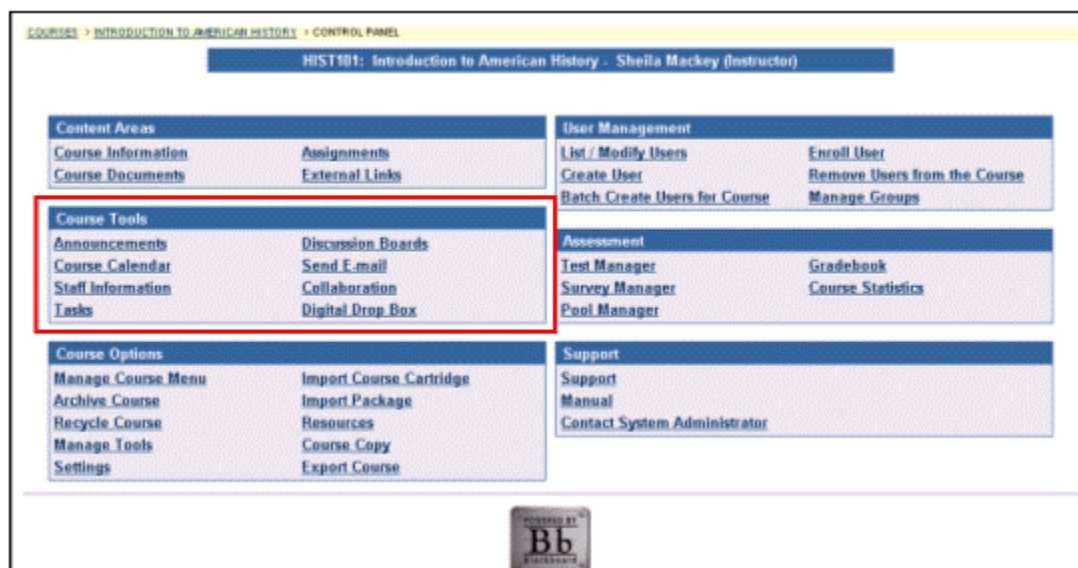 COURSES > INTRODUCTION TO AMERICAN HISTORY > CONTROL PANEL
HIST101: Introduction to American History - Sheila Mackey (Instructor)
Content Areas
Course Information Assignments
Course Documents External Links
User Management
List / Modify Users Enroll User
Create User Remove Users from the Course
Batch Create Users for Course Manage Groups
Course Tools
Announcements Discussion Boards
Course Calendar Send E-mail
Staff Information Collaboration
Tasks Digital Drop Box
Assessment
Test Manager Gradebook
Survey Manager Course Statistics
Pool Manager
Course Options
Manage Course Menu Import Course Cartridge
Archive Course Import Package
Recycle Course Resources
Manage Tools Course Copy
Settings Export Course
Support
Support
Manual
Contact System Administrator
POWERED BY
Bb
Blackboard